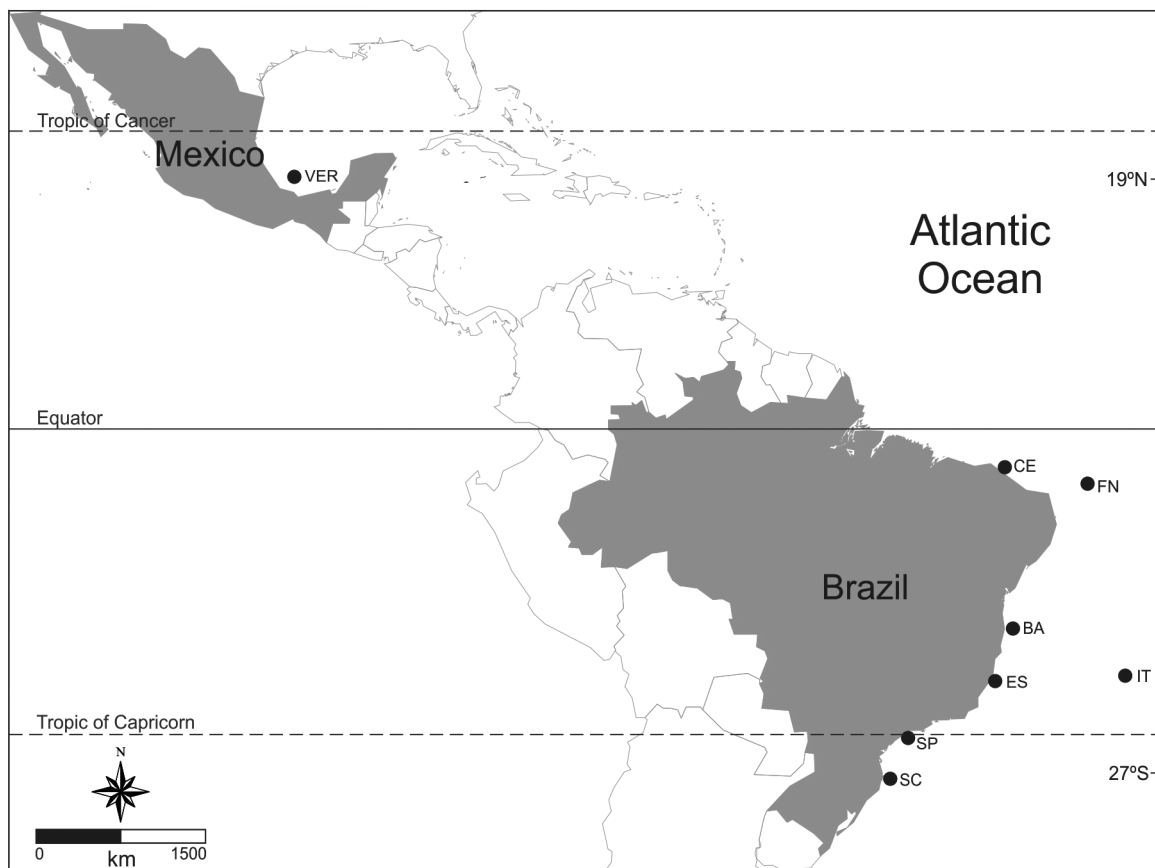 Tropic of Cancer
Mexico
VER
19ºN
Atlantic
Ocean
Equator
CE
FN
Brazil
BA
IT
ES
Tropic of Capricorn
SP
N
27ºS
SC
0 1500
km